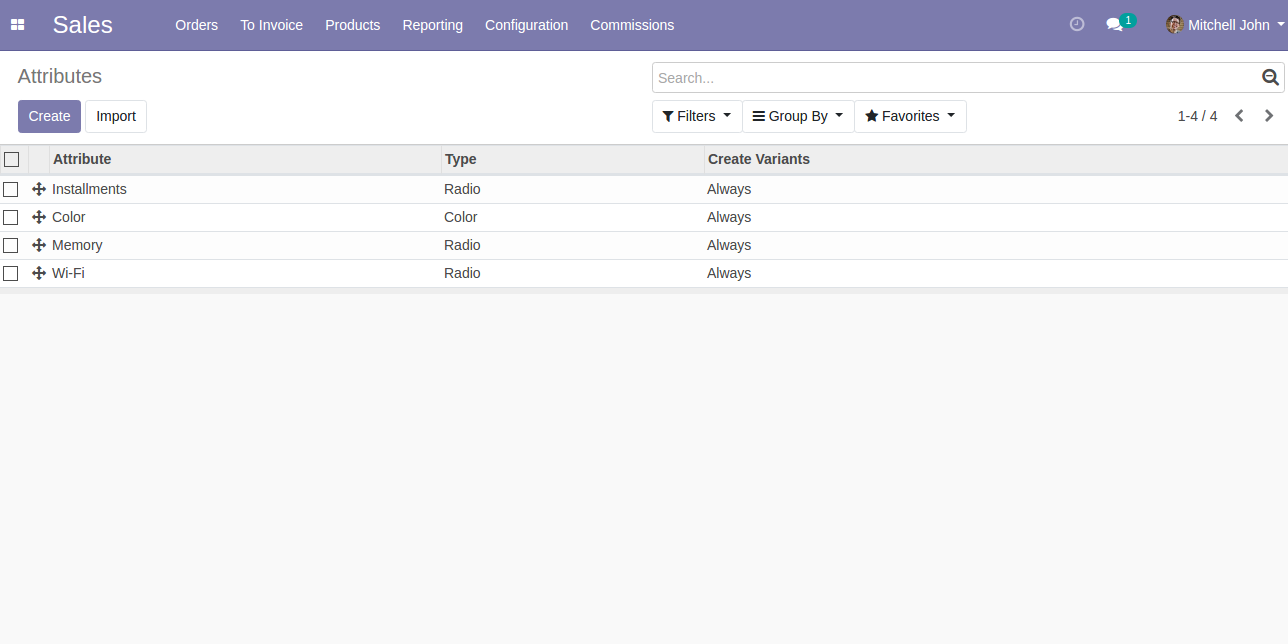 Sales Orders To Invoice Products Reporting Configuration Commissions 1 Mitchell John
Attributes Search...
Create Import Filters Group By Favorites 1-4 / 4
Attribute Type Create Variants
Installments Radio Always
Color Color Always
Memory Radio Always
Wi-Fi Radio Always